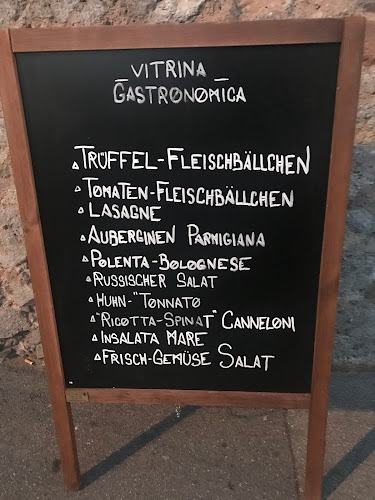 VITRINA
GASTRONOMICA
TRÜFFEL-FLEISCHBÄLLCHEN
TOMATEN-FLEISCHBÄLLCHEN
LASAGNE
AUBERGINEN PARMIGIANA
POLENTA-BOLOGNESE
RUSSISCHER SALAT
HUHN-"TONNATO
"RICOTTA-SPINAT" CANNELONI
INSALATA MARE
FRISCH-GEMÜSE SALAT